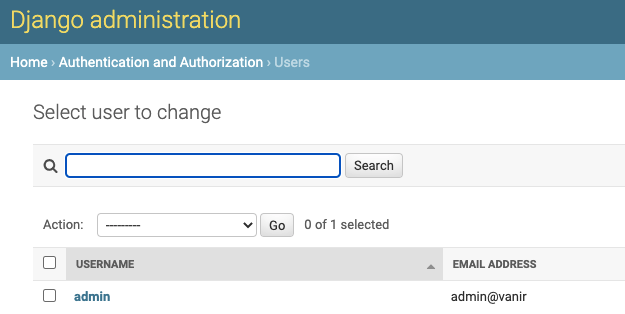 Django administration
Home › Authentication and Authorization › Users
Select user to change
Search
Action: --------- Go 0 of 1 selected
USERNAME EMAIL ADDRESS
admin admin@vanir